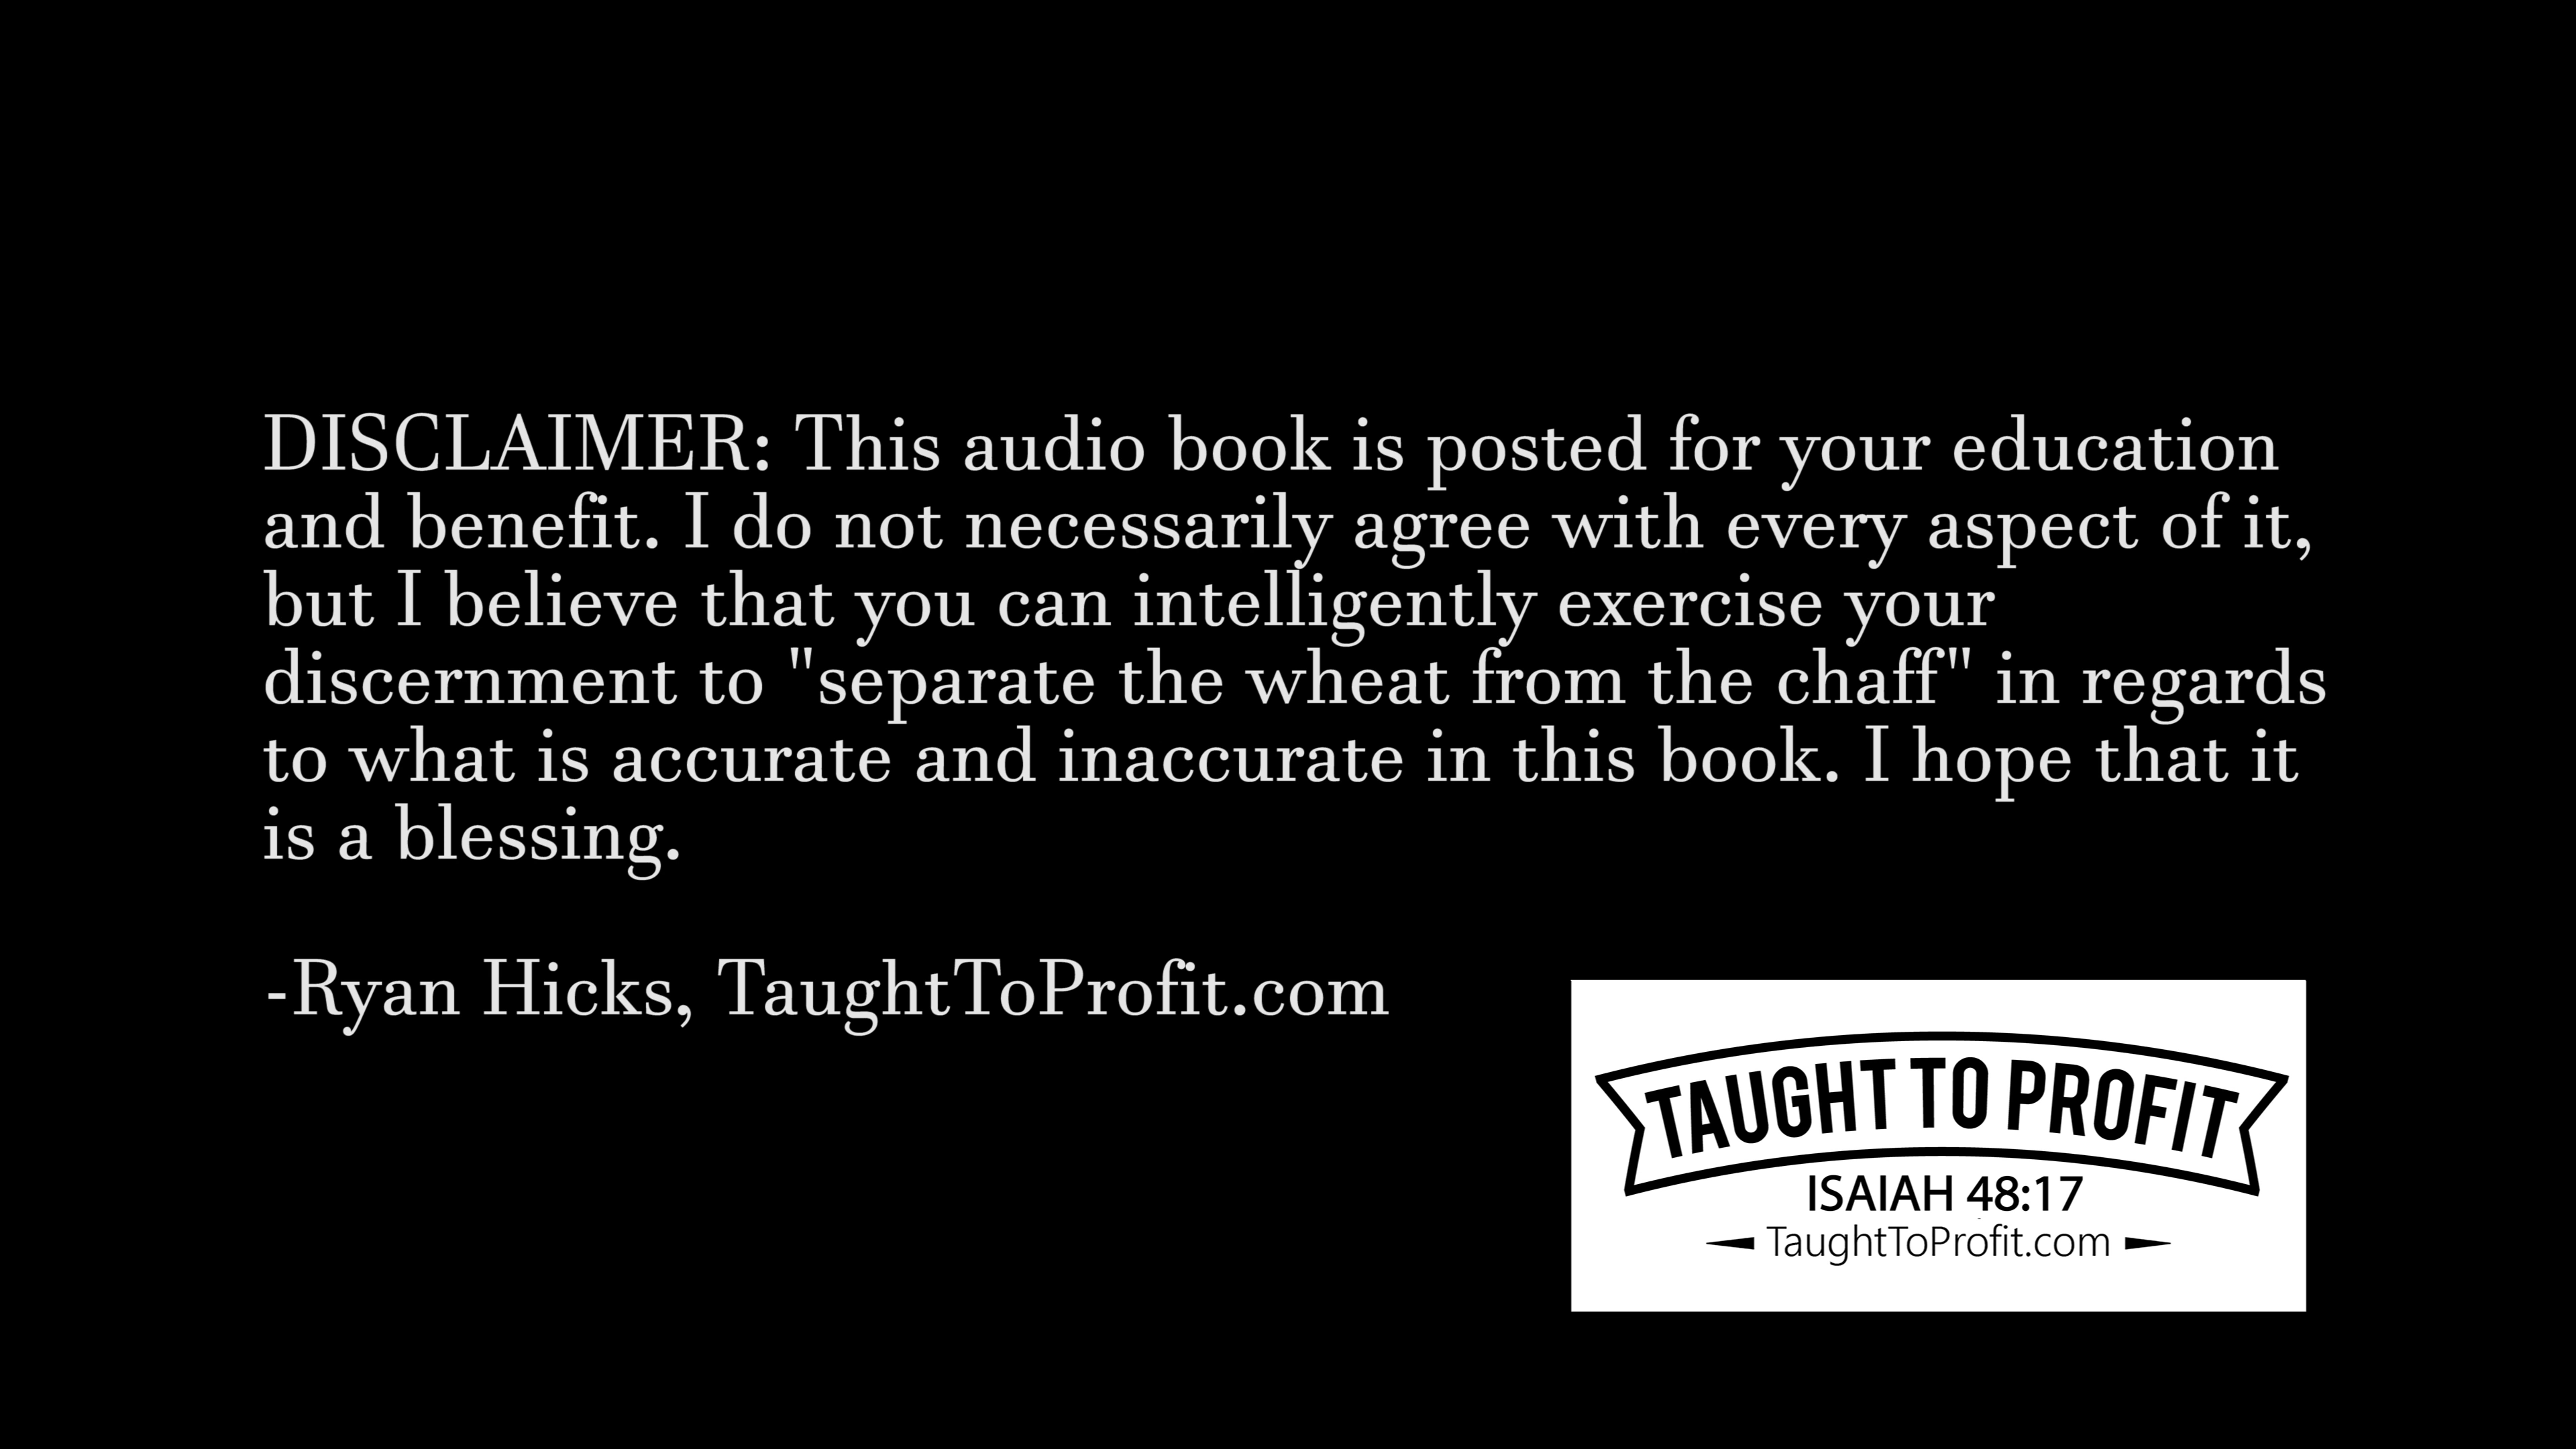 DISCLAIMER: This audio book is posted for your education
and benefit. I do not necessarily agree with every aspect of it,
but I believe that you can intelligently exercise your
discernment to "separate the wheat from the chaff" in regards
to what is accurate and inaccurate in this book. I hope that it
is a blessing.
-Ryan Hicks, TaughtToProfit.com
TAUGHT TO PROFIT
ISAIAH 48:17
TaughtToProfit.com